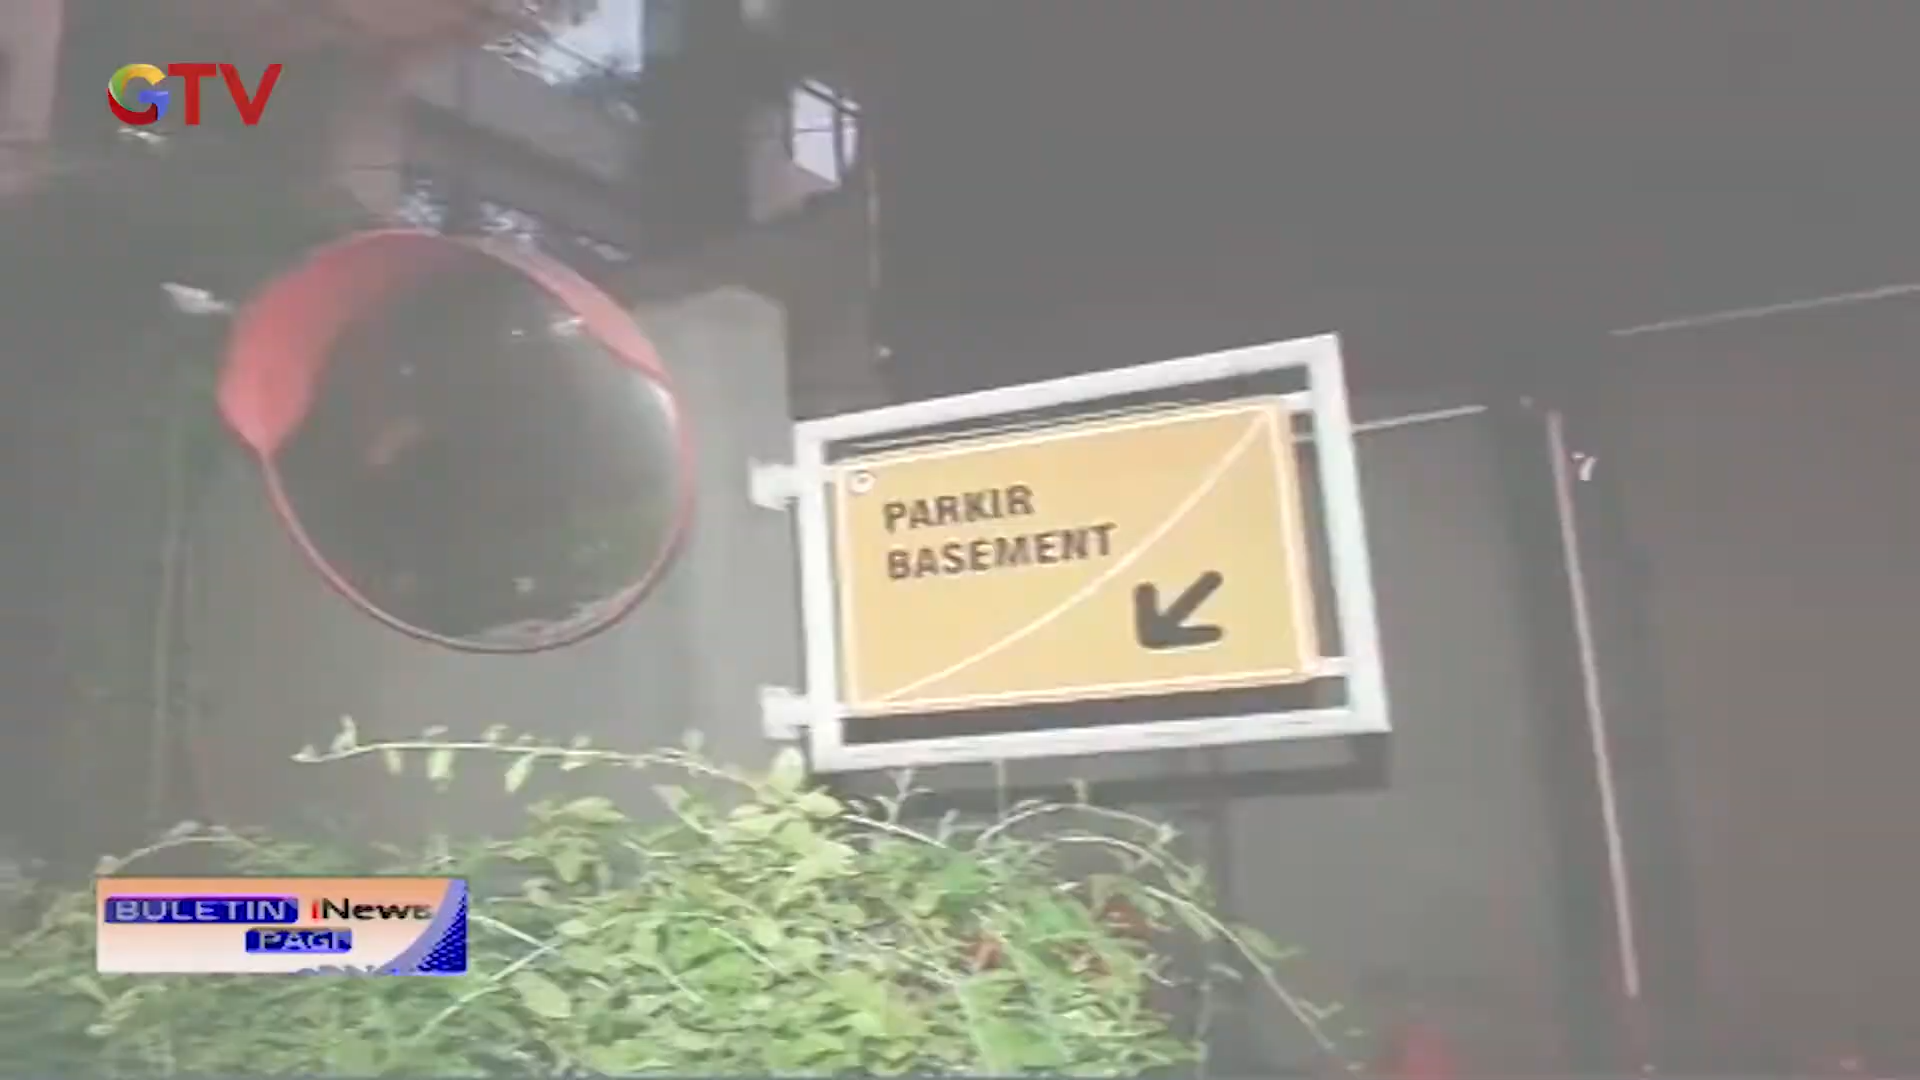 GTV
PARKIR
BASEMENT
BULETIN iNews
PAGI